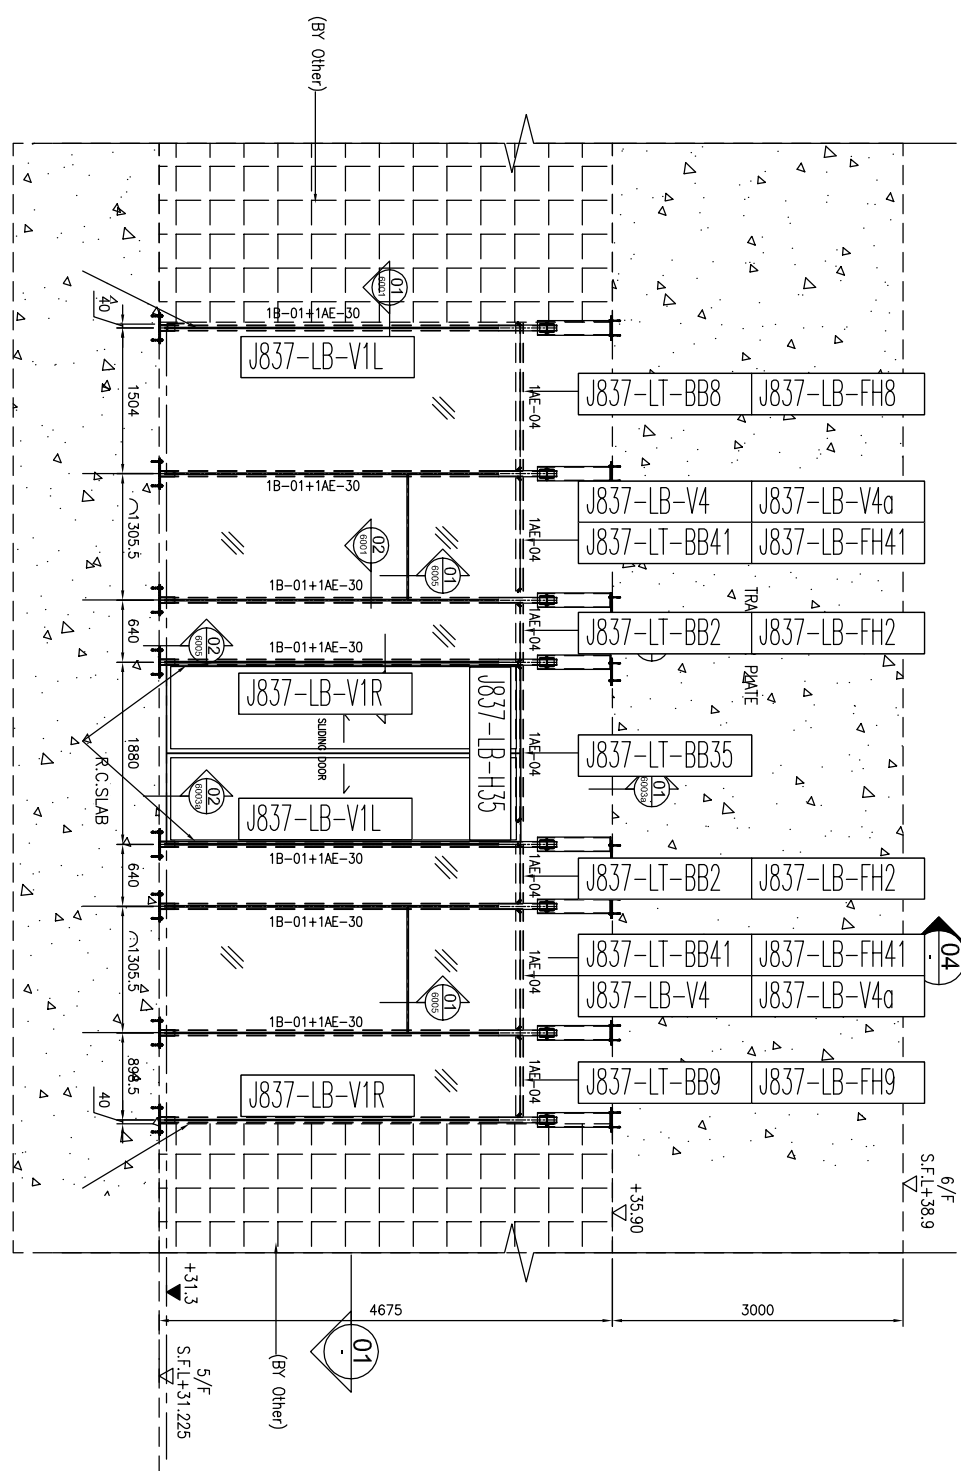 (BY Other)
01
6001
1B-01+1AE-30
40
J837-LB-V1L
1504
1AE-04
J837-LT-BB8 J837-LB-FH8
1B-01+1AE-30
J837-LB-V4 J837-LB-V4a
J837-LT-BB41 J837-LB-FH41
1305.5
1AE-04
02
6001
01
6005
1B-01+1AE-30
J837-LT-BB2 J837-LB-FH2
PLATE
640
02
6005
1B-01+1AE-30
1AE-04
J837-LB-V1R
J837-LB-H35
SLIDING DOOR
1AE-04
J837-LT-BB35
1880
R.C.SLAB
02
6003a
01
6003a
J837-LB-V1L
1B-01+1AE-30
1AE-04
J837-LT-BB2 J837-LB-FH2
640
1B-01+1AE-30
04
-
J837-LT-BB41 J837-LB-FH41
J837-LB-V4 J837-LB-V4a
1AE-04
1305.5
01
6005
1B-01+1AE-30
898.5
1AE-04
J837-LT-BB9 J837-LB-FH9
J837-LB-V1R
40
6/F
S.F.L+38.9
+35.90
+31.3
4675
3000
01
-
(BY Other)
5/F
S.F.L+31.225